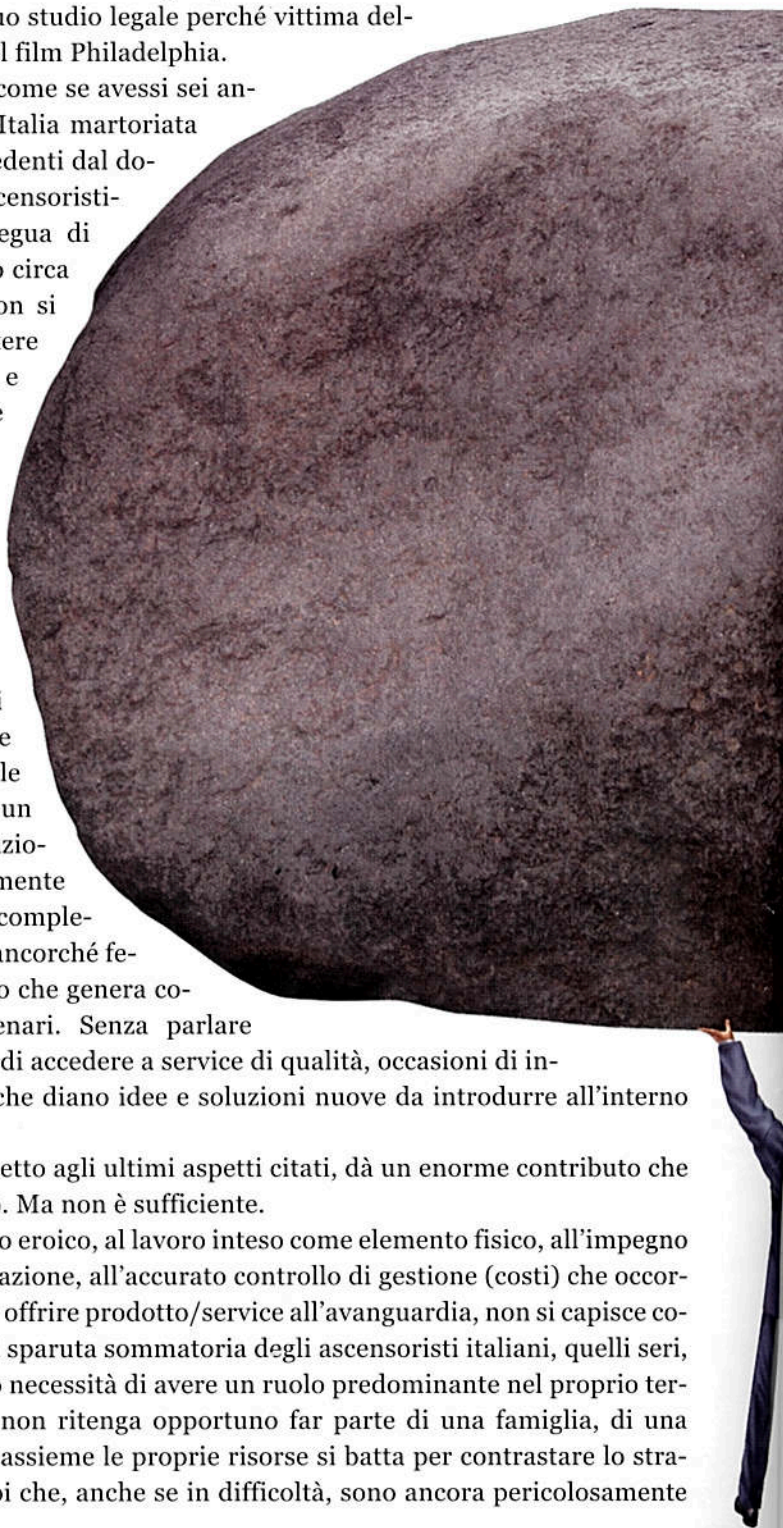 uo studio legale perché vittima del-
l film Philadelphia.
come se avessi sei an-
Italia martoriata
edenti dal do-
censoristi-
egua di
o circa
on si
ere
e
e
i
e
le
un
zio-
mente
comple-
ancorché fe-
o che genera co-
enari. Senza parlare
di accedere a service di qualità, occasioni di in-
che diano idee e soluzioni nuove da introdurre all'interno
etto agli ultimi aspetti citati, dà un enorme contributo che
. Ma non è sufficiente.
o eroico, al lavoro inteso come elemento fisico, all'impegno
azione, all'accurato controllo di gestione (costi) che occor-
offrire prodotto/service all'avanguardia, non si capisce co-
sparuta sommatoria degli ascensoristi italiani, quelli seri,
o necessità di avere un ruolo predominante nel proprio ter-
non ritenga opportuno far parte di una famiglia, di una
assieme le proprie risorse si batta per contrastare lo stra-
oi che, anche se in difficoltà, sono ancora pericolosamente